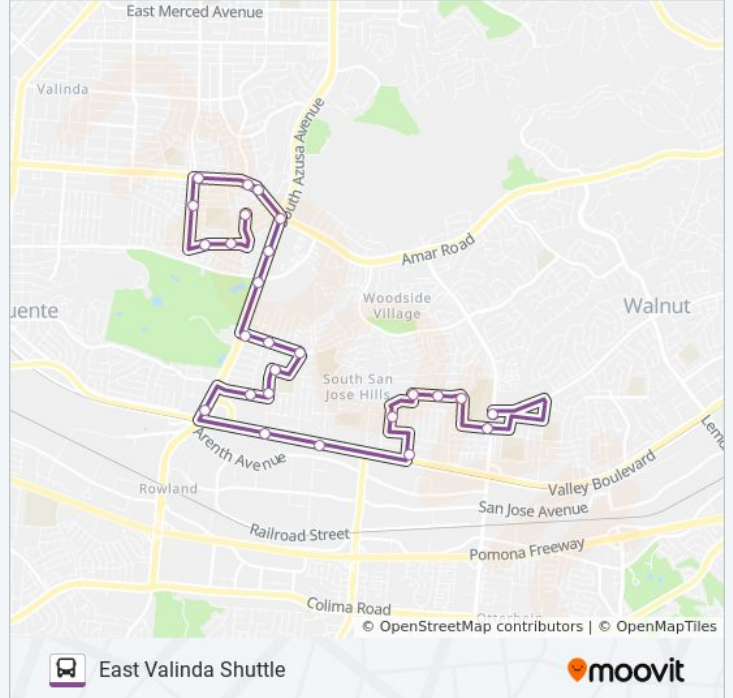 East Merced Avenue
Valinda
South Azusa Avenue
Amar Road
Woodside
Village
Walnut
uente
South San
Jose Hills
Arenth Avenue
Valley Boulevard
Lem
Rowland
San Jose Avenue
Railroad Street
Pomona Freeway
Colima Road
© OpenStreetMap contributors | © OpenMapTiles
East Valinda Shuttle
moovit